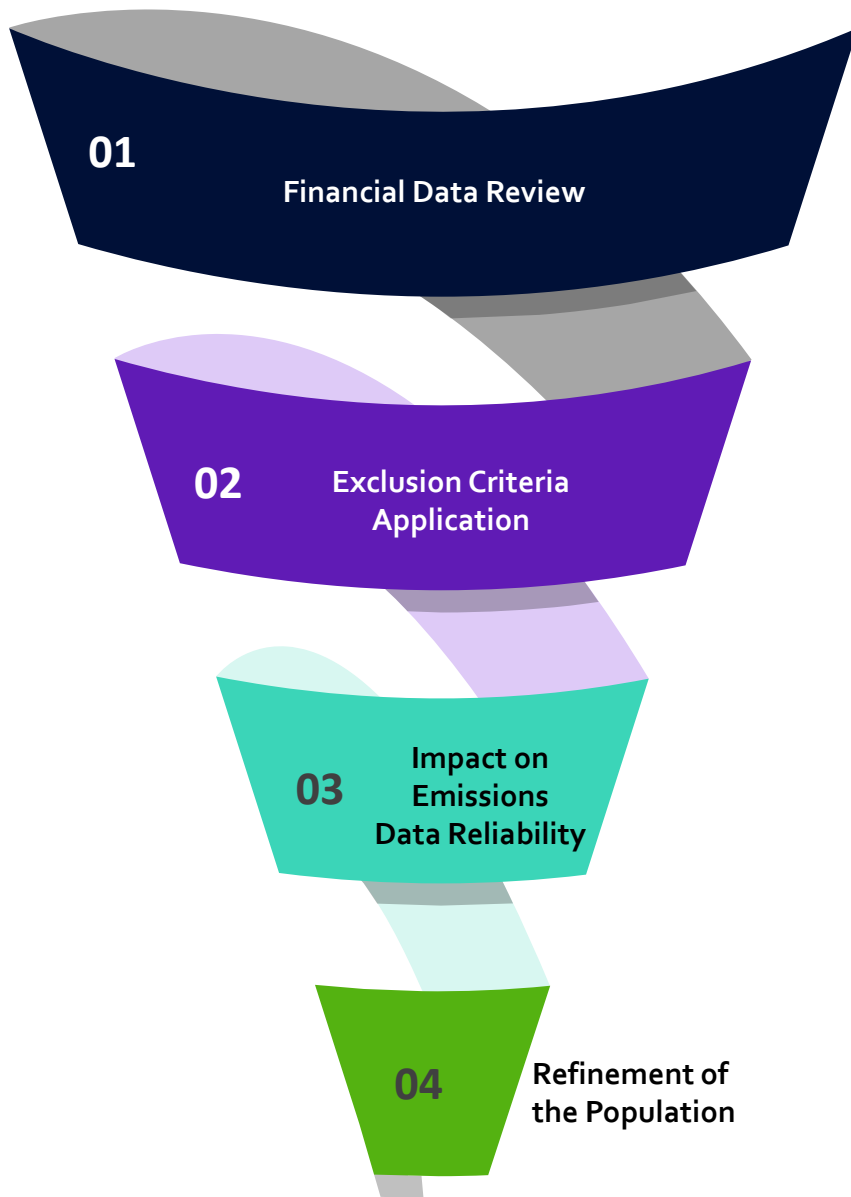 01
Financial Data Review
02
Exclusion Criteria
Application
03
Impact on
Emissions
Data Reliability
04
Refinement of
the Population